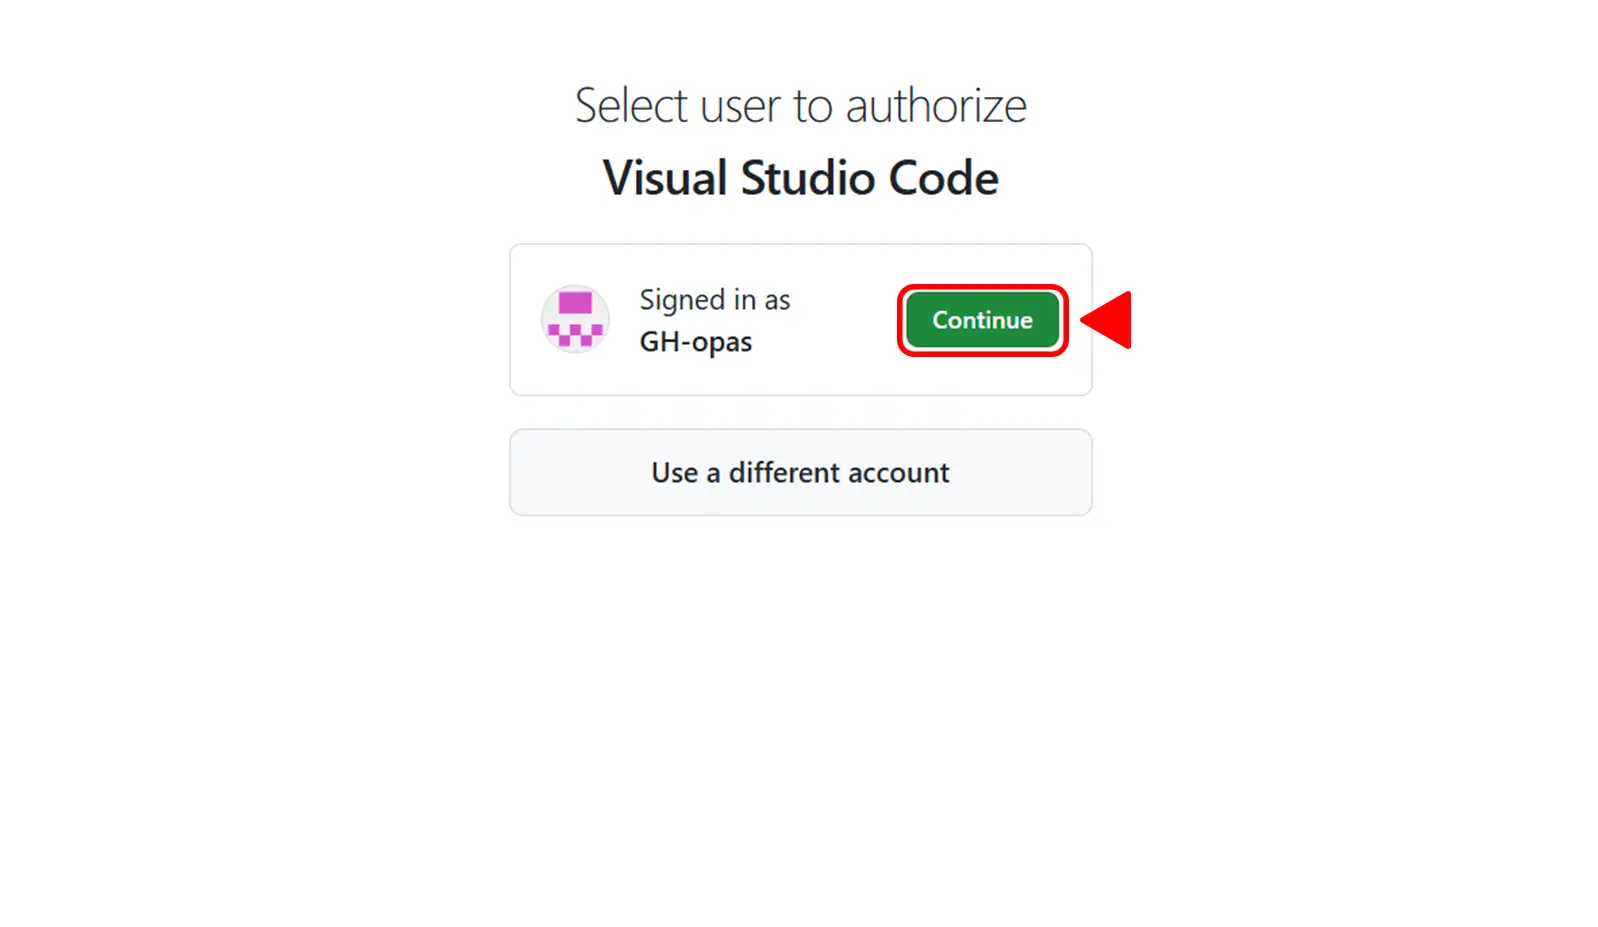 Select user to authorize
Visual Studio Code
Signed in as
GH-opas
Continue
Use a different account